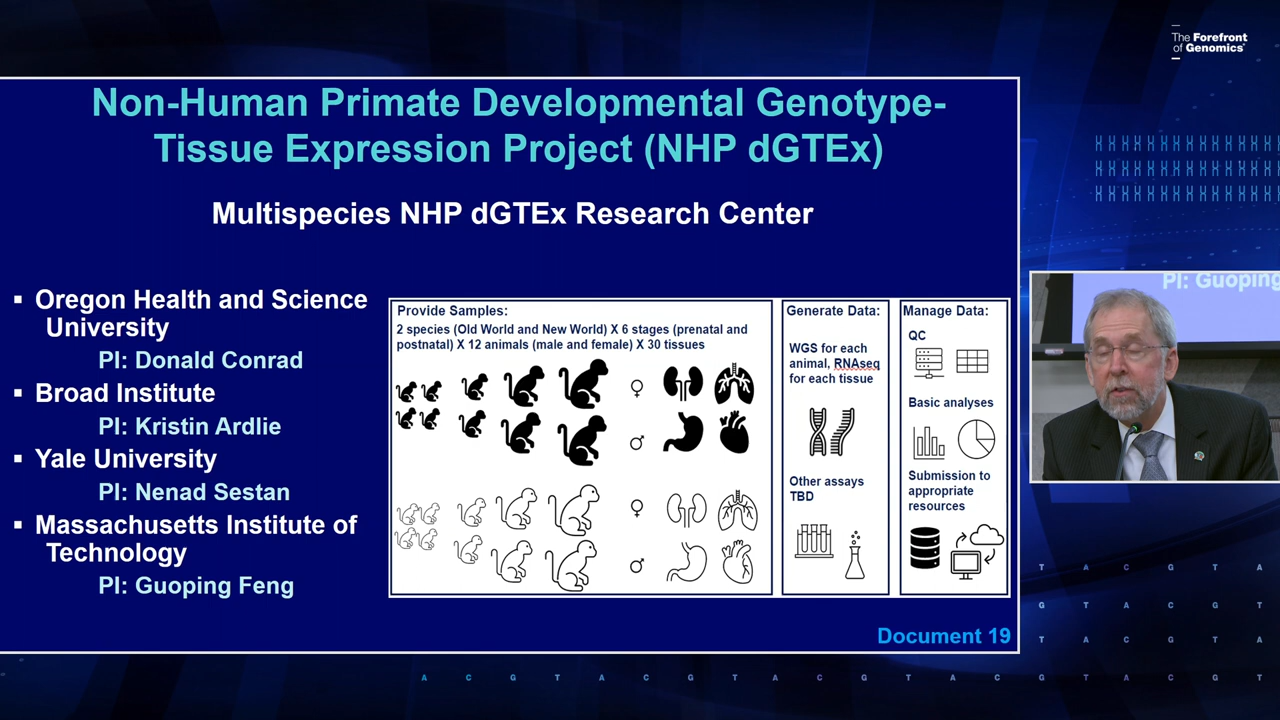 The Forefront
of Genomics®
Non-Human Primate Developmental Genotype-
Tissue Expression Project (NHP dGTEx)
Multispecies NHP dGTEx Research Center
▪ Oregon Health and Science
University
PI: Donald Conrad
▪ Broad Institute
PI: Kristin Ardlie
▪ Yale University
PI: Nenad Sestan
▪ Massachusetts Institute of
Technology
PI: Guoping Feng
Provide Samples:
2 species (Old World and New World) X 6 stages (prenatal and
postnatal) X 12 animals (male and female) X 30 tissues
♀
♂
♀
♂
Generate Data:
WGS for each
animal, RNAseq
for each tissue
Other assays
TBD
Manage Data:
QC
Basic analyses
Submission to
appropriate
resources
Document 19
PI: Guoping
T A C G T A
G T A C G T
T A C G T A
A C G T A C G T A C G T A C G T A C G T